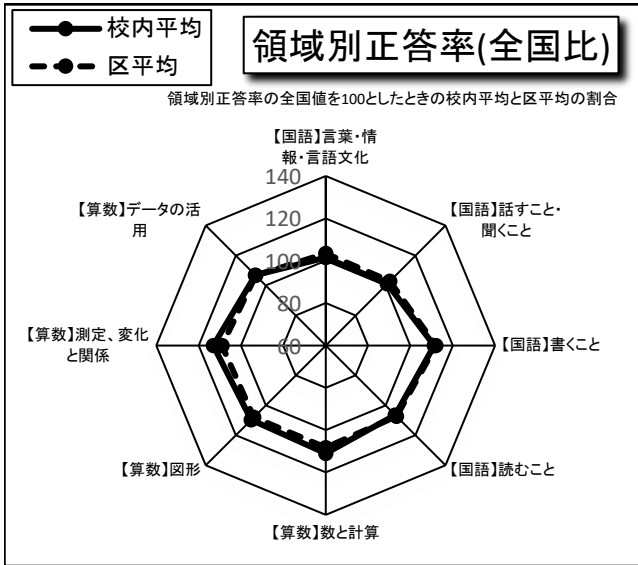 校内平均
区平均
領域別正答率(全国比)
領域別正答率の全国値を100としたときの校内平均と区平均の割合
【国語】言葉・情
報・言語文化
【国語】話すこと・
聞くこと
【国語】書くこと
【国語】読むこと
【算数】数と計算
【算数】図形
【算数】測定、変化
と関係
【算数】データの活
用
140
120
100
80
60